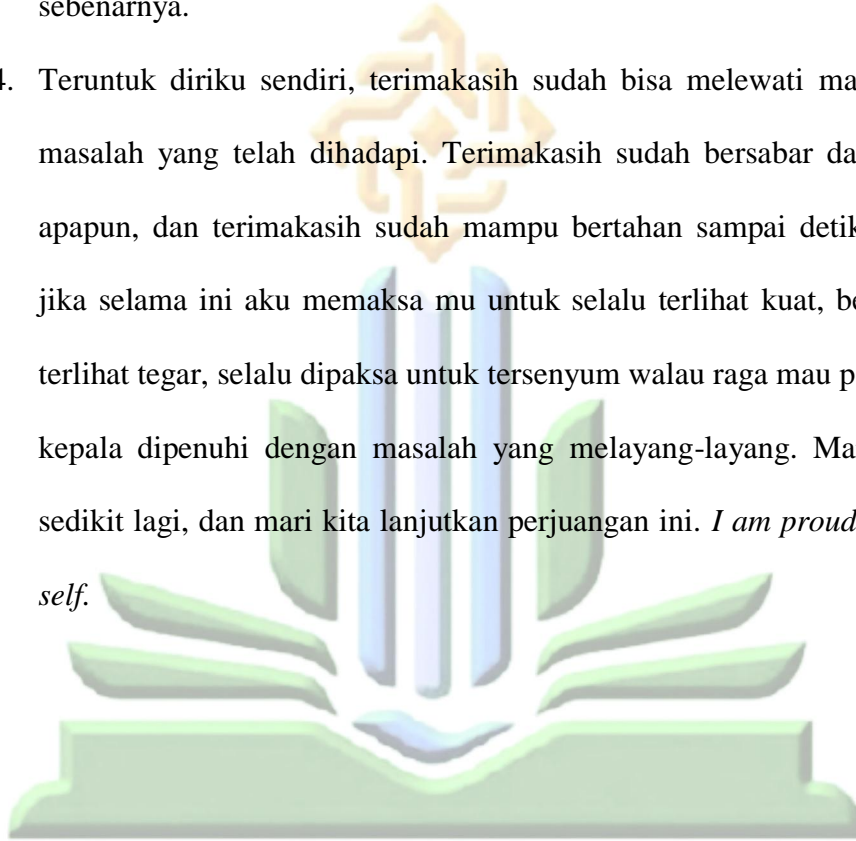 sebenarnya.
4. Teruntuk diriku sendiri, terimakasih sudah bisa melewati ma
masalah yang telah dihadapi. Terimakasih sudah bersabar da
apapun, dan terimakasih sudah mampu bertahan sampai detik
jika selama ini aku memaksa mu untuk selalu terlihat kuat, be
terlihat tegar, selalu dipaksa untuk tersenyum walau raga mau p
kepala dipenuhi dengan masalah yang melayang-layang. Ma
sedikit lagi, dan mari kita lanjutkan perjuangan ini. I am proud
self.